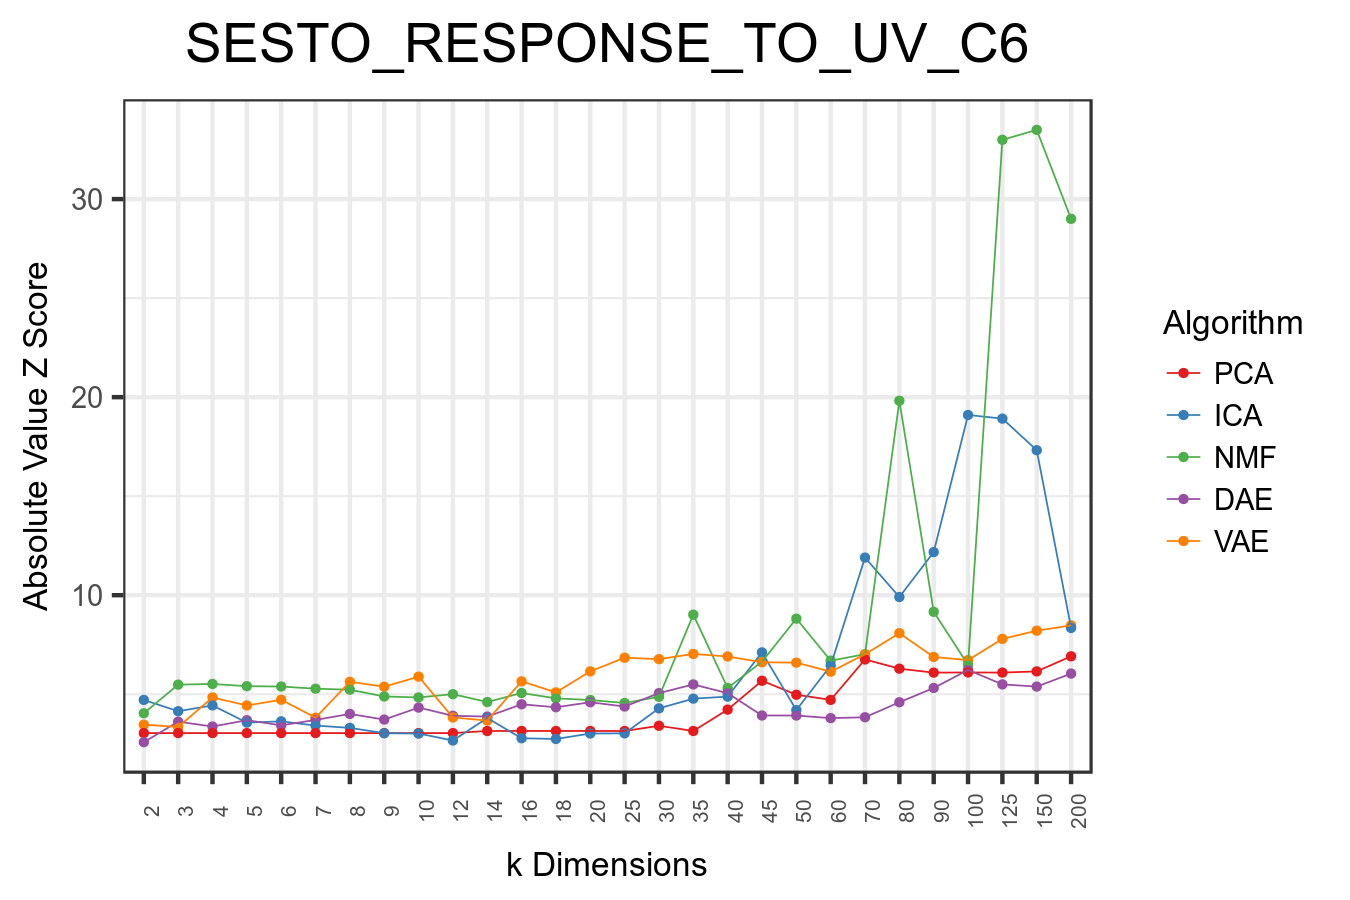 SESTO_RESPONSE_TO_UV_C6
Absolute Value Z Score
30
20
10
2 3 4 5 6 7 8 9 10 12 14 16 18 20 25 30 35 40 45 50 60 70 80 90 100 125 150 200
k Dimensions
Algorithm
PCA
ICA
NMF
DAE
VAE